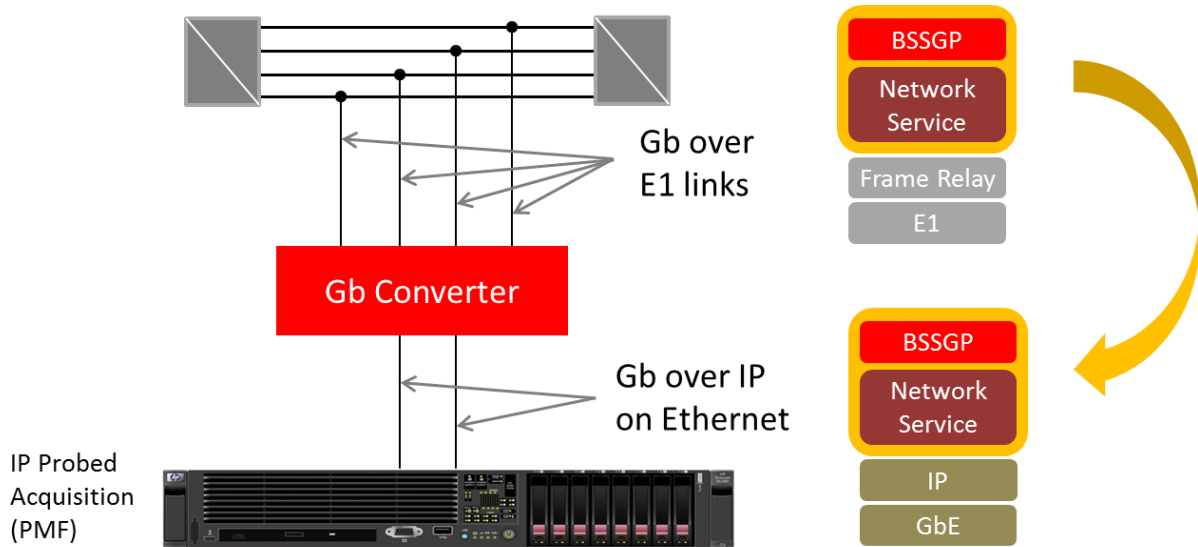 BSSGP
Network
Service
Frame Relay
E1
Gb over
E1 links
Gb Converter
Gb over IP
on Ethernet
BSSGP
Network
Service
IP
GbE
IP Probed
Acquisition
(PMF)
hp